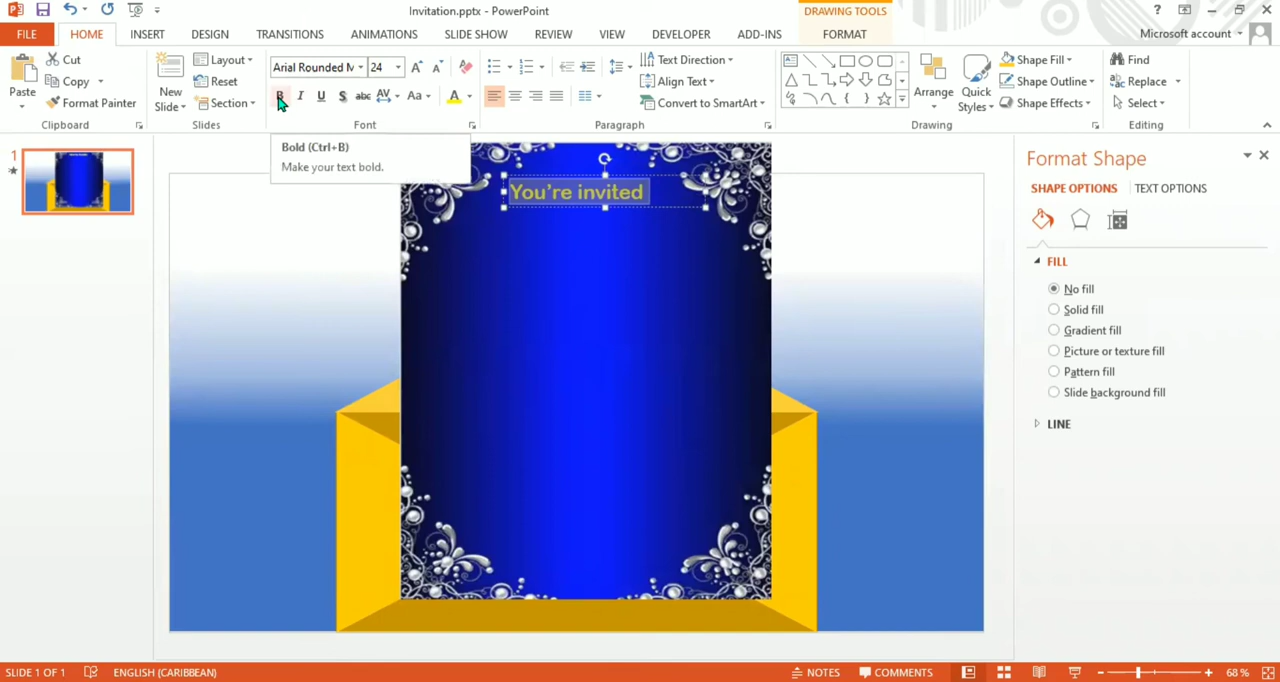 Invitation.pptx - PowerPoint
DRAWING TOOLS
?
FILE
HOME
INSERT
DESIGN
TRANSITIONS
ANIMATIONS
SLIDE SHOW
REVIEW
VIEW
DEVELOPER
ADD-INS
FORMAT
Microsoft account
Paste
Cut
Copy
Format Painter
Clipboard
New
Slide
Layout
Reset
Section
Slides
Arial Rounded M
24
B I U S abc AV Aa A
Font
Text Direction
Align Text
Convert to SmartArt
Paragraph
Arrange
Quick
Styles
Shape Fill
Shape Outline
Shape Effects
Drawing
Find
Replace
Select
Editing
Bold (Ctrl+B)
Make your text bold.
1
You're invited
Format Shape
SHAPE OPTIONS
TEXT OPTIONS
FILL
No fill
Solid fill
Gradient fill
Picture or texture fill
Pattern fill
Slide background fill
LINE
SLIDE 1 OF 1
ENGLISH (CARIBBEAN)
NOTES
COMMENTS
68 %